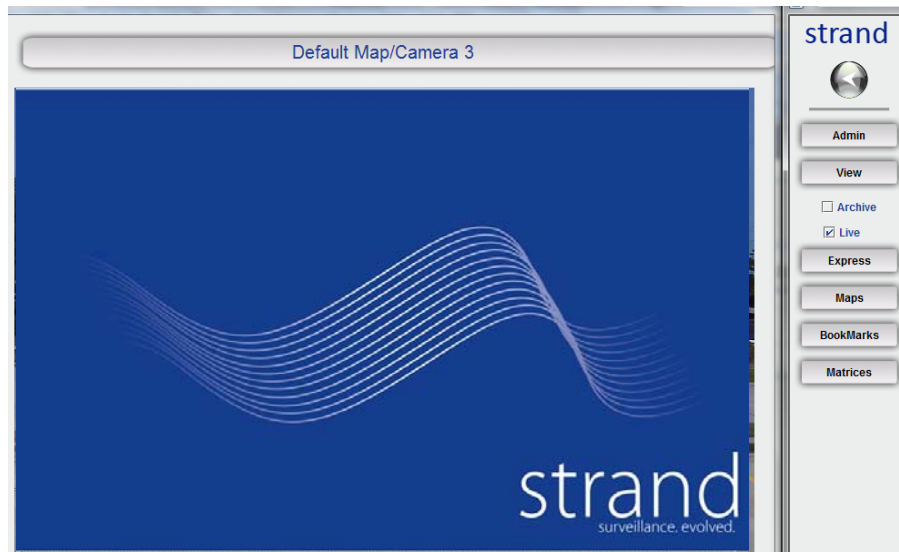 Default Map/Camera 3
strand
surveillance. evolved.
strand
Admin
View
Archive
Live
Express
Maps
BookMarks
Matrices